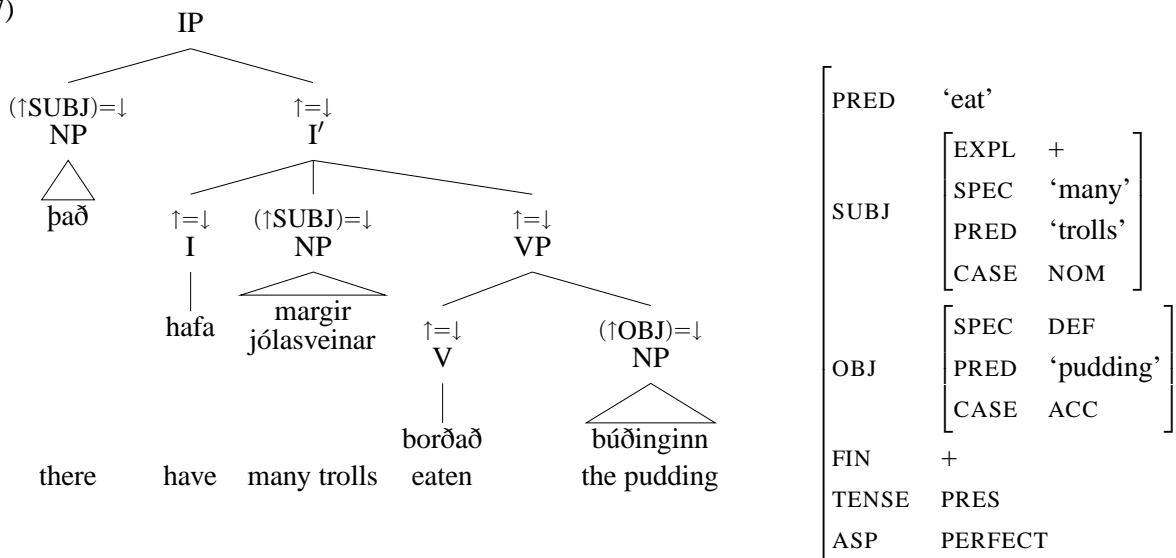 )
IP
(↑SUBJ)=↓ ↑=↓
NP I′
það
↑=↓ (↑SUBJ)=↓ ↑=↓
I NP VP
hafa margir
jólasveinar
↑=↓ (↑OBJ)=↓
V NP
borðað búðinginn
there have many trolls eaten the pudding
PRED ‘eat’
SUBJ
EXPL +
SPEC ‘many’
PRED ‘trolls’
CASE NOM
OBJ
SPEC DEF
PRED ‘pudding’
CASE ACC
FIN +
TENSE PRES
ASP PERFECT